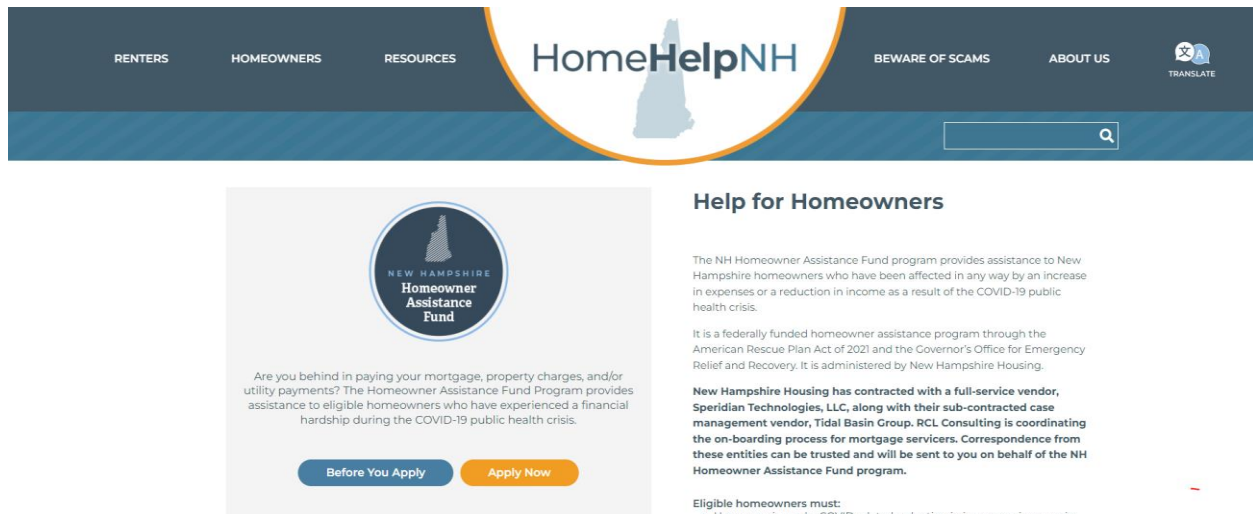 RENTERS
HOMEOWNERS
RESOURCES
HomeHelpNH
BEWARE OF SCAMS
ABOUT US
文 A
TRANSLATE
NEW HAMPSHIRE
Homeowner
Assistance
Fund
Are you behind in paying your mortgage, property charges, and/or
utility payments? The Homeowner Assistance Fund Program provides
assistance to eligible homeowners who have experienced a financial
hardship during the COVID-19 public health crisis.
Before You Apply
Apply Now
Help for Homeowners
The NH Homeowner Assistance Fund program provides assistance to New
Hampshire homeowners who have been affected in any way by an increase
in expenses or a reduction in income as a result of the COVID-19 public
health crisis.
It is a federally funded homeowner assistance program through the
American Rescue Plan Act of 2021 and the Governor's Office for Emergency
Relief and Recovery. It is administered by New Hampshire Housing.
New Hampshire Housing has contracted with a full-service vendor,
Speridian Technologies, LLC, along with their sub-contracted case
management vendor, Tidal Basin Group. RCL Consulting is coordinating
the on-boarding process for mortgage servicers. Correspondence from
these entities can be trusted and will be sent to you on behalf of the NH
Homeowner Assistance Fund program.
Eligible homeowners must: